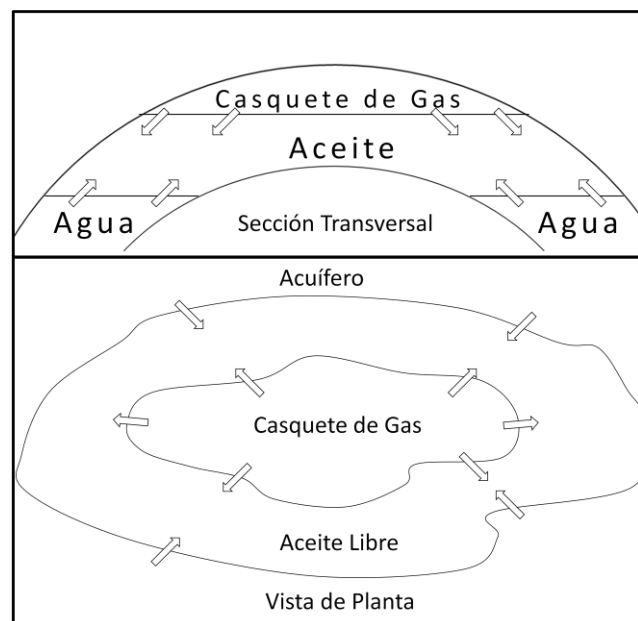 Casquete de Gas
Aceite
Agua
Sección Transversal
Agua
Acuífero
Casquete de Gas
Aceite Libre
Vista de Planta